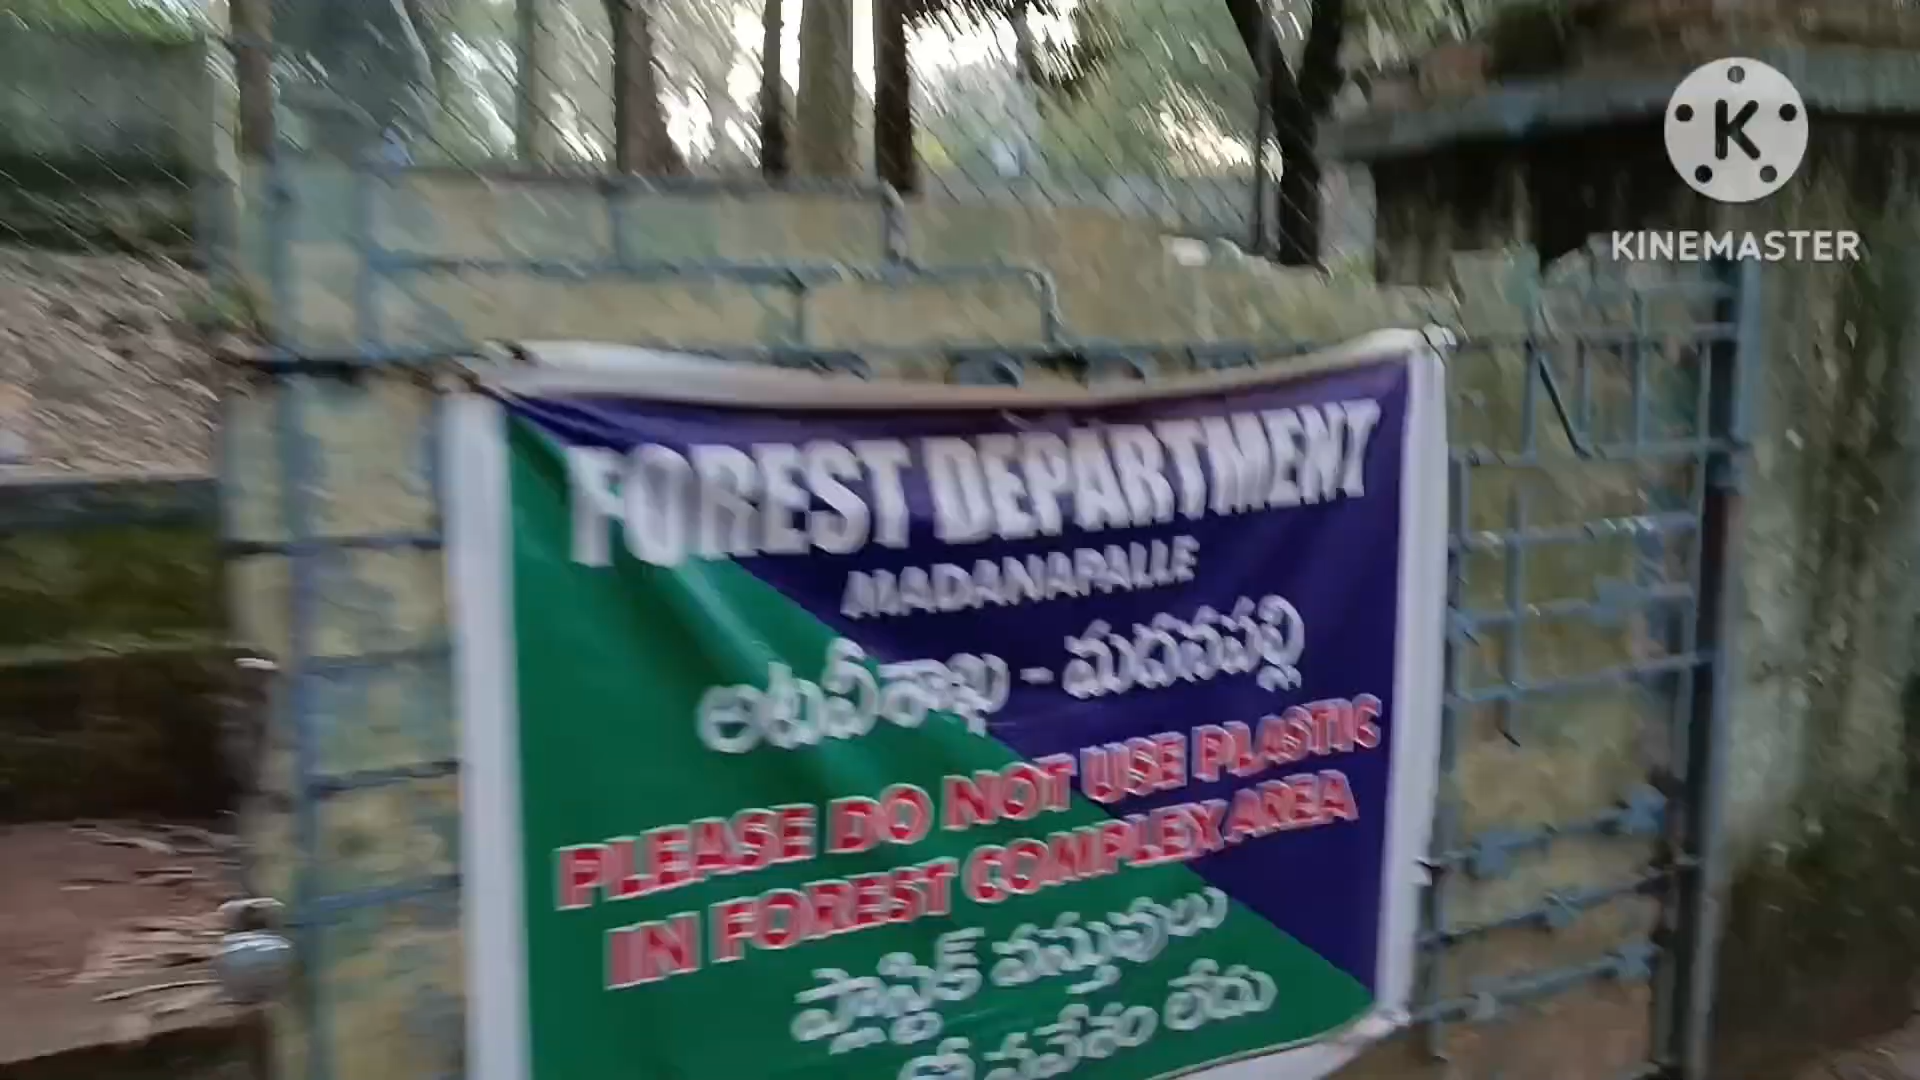 K
KINEMASTER
FOREST DEPARTMENT
MADANAPALLE
అటవీశాఖ - మదనపల్లి
PLEASE DO NOT USE PLASTIC
IN FOREST COMPLEX AREA
ప్లాస్టిక్ వస్తువులు
లేదు